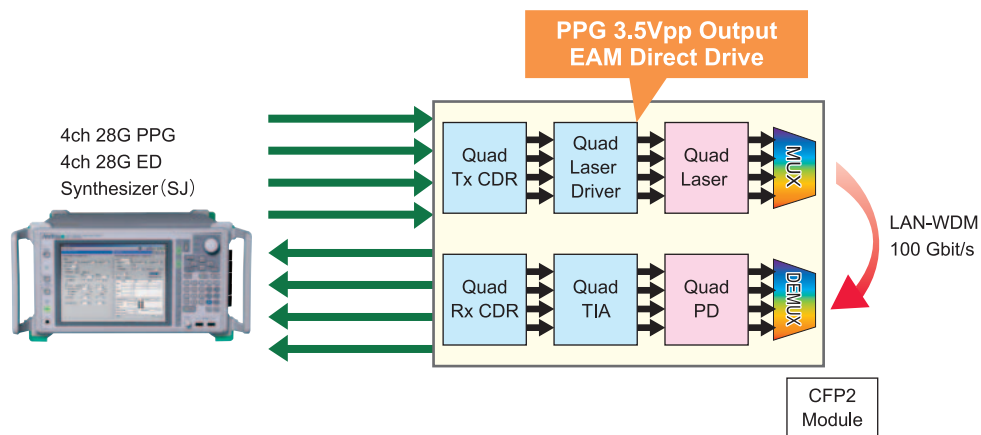 PPG 3.5Vpp Output
EAM Direct Drive
4ch 28G PPG
4ch 28G ED
Synthesizer(SJ)
Quad
Tx CDR
Quad
Laser
Driver
Quad
Laser
MUX
LAN-WDM
100 Gbit/s
Quad
Rx CDR
Quad
TIA
Quad
PD
DEMUX
CFP2
Module